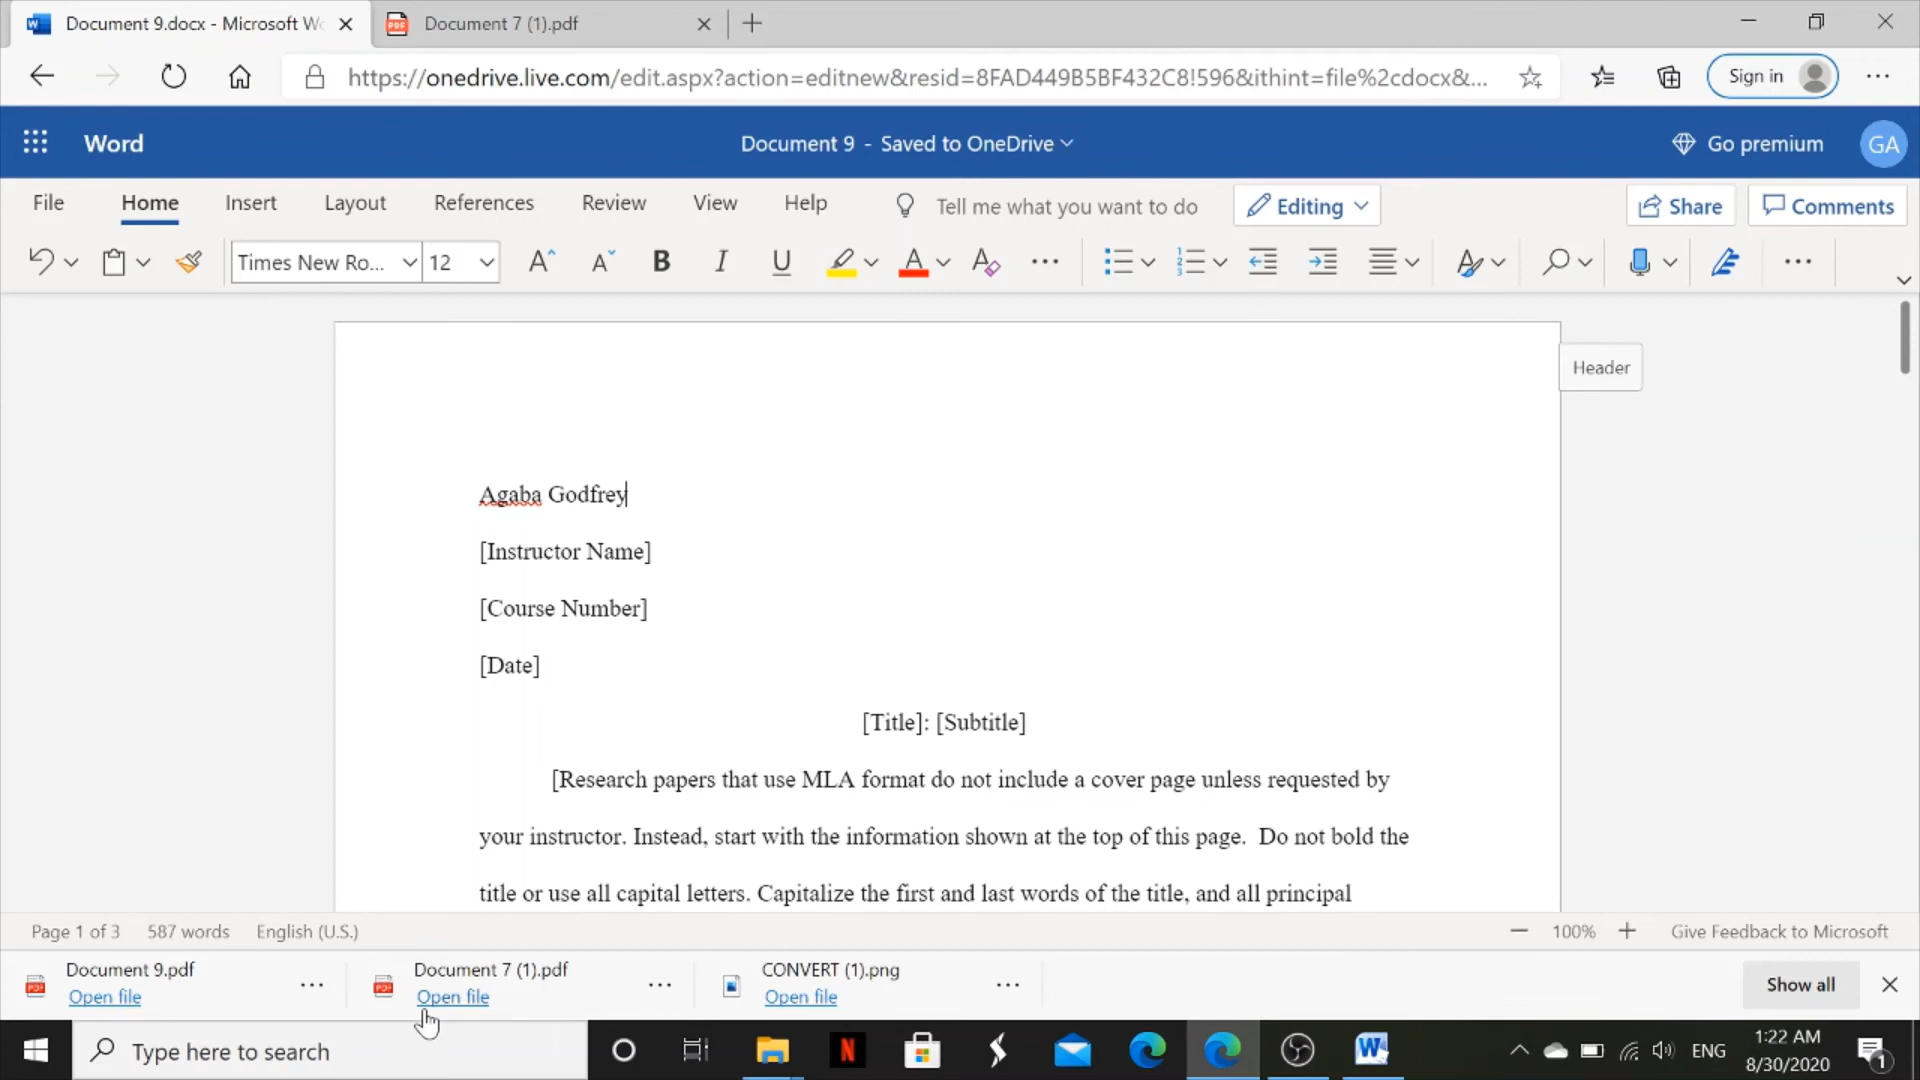 Document 9.docx - Microsoft Wo
Document 7 (1).pdf
https://onedrive.live.com/edit.aspx?action=editnew&resid=8FAD449B5BF432C8!596&ithint=file%2cdocx&...
Sign in
Word
Document 9 - Saved to OneDrive
Go premium
GA
File
Home
Insert
Layout
References
Review
View
Help
Tell me what you want to do
Editing
Share
Comments
Times New Ro...
12
Header
Agaba Godfrey
[Instructor Name]
[Course Number]
[Date]
[Title]: [Subtitle]
[Research papers that use MLA format do not include a cover page unless requested by
your instructor. Instead, start with the information shown at the top of this page.  Do not bold the
title or use all capital letters. Capitalize the first and last words of the title, and all principal
Page 1 of 3
587 words
English (U.S.)
100%
Give Feedback to Microsoft
Document 9.pdf
Open file
Document 7 (1).pdf
Open file
CONVERT (1).png
Open file
Show all
Type here to search
ENG
1:22 AM
8/30/2020
1